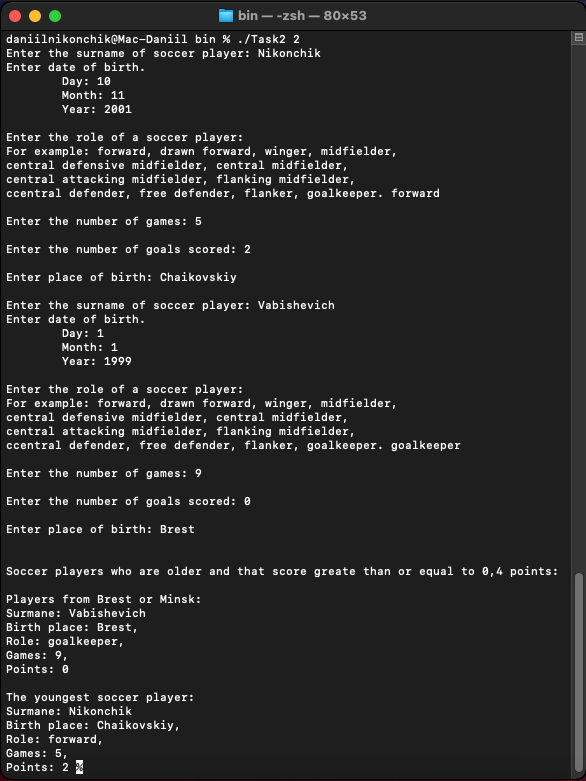 bin — -zsh — 80×53
daniilnikonchik@Mac-Daniil bin % ./Task2 2
Enter the surname of soccer player: Nikonchik
Enter date of birth.
Day: 10
Month: 11
Year: 2001
Enter the role of a soccer player:
For example: forward, drawn forward, winger, midfielder,
central defensive midfielder, central midfielder,
central attacking midfielder, flanking midfielder,
ccentral defender, free defender, flanker, goalkeeper. forward
Enter the number of games: 5
Enter the number of goals scored: 2
Enter place of birth: Chaikovskiy
Enter the surname of soccer player: Vabishevich
Enter date of birth.
Day: 1
Month: 1
Year: 1999
Enter the role of a soccer player:
For example: forward, drawn forward, winger, midfielder,
central defensive midfielder, central midfielder,
central attacking midfielder, flanking midfielder,
ccentral defender, free defender, flanker, goalkeeper. goalkeeper
Enter the number of games: 9
Enter the number of goals scored: 0
Enter place of birth: Brest
Soccer players who are older and that score greate than or equal to 0,4 points:
Players from Brest or Minsk:
Surmane: Vabishevich
Birth place: Brest,
Role: goalkeeper,
Games: 9,
Points: 0
The youngest soccer player:
Surmane: Nikonchik
Birth place: Chaikovskiy,
Role: forward,
Games: 5,
Points: 2 %